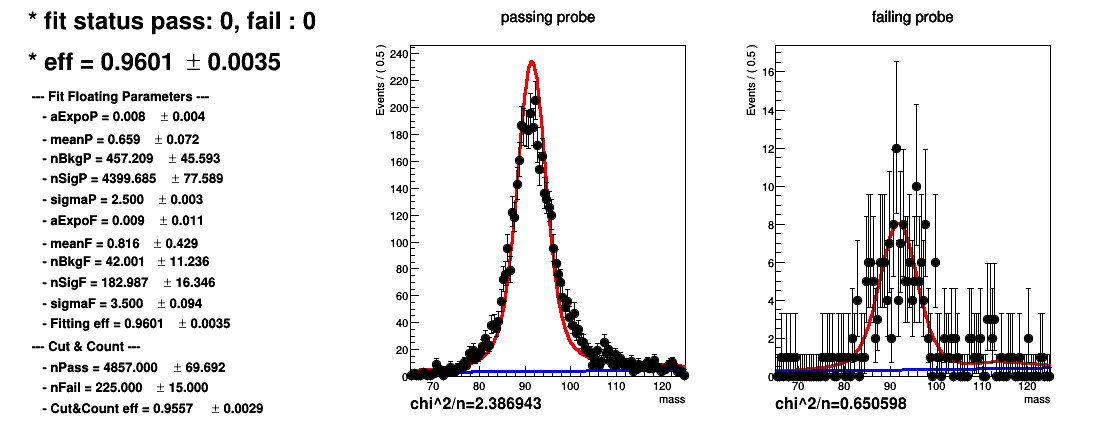 * fit status pass: 0, fail : 0
* eff = 0.9601 ± 0.0035
--- Fit Floating Parameters ---
- aExpoP = 0.008 ± 0.004
- meanP = 0.659 ± 0.072
- nBkgP = 457.209 ± 45.593
- nSigP = 4399.685 ± 77.589
- sigmaP = 2.500 ± 0.003
- aExpoF = 0.009 ± 0.011
- meanF = 0.816 ± 0.429
- nBkgF = 42.001 ± 11.236
- nSigF = 182.987 ± 16.346
- sigmaF = 3.500 ± 0.094
- Fitting eff = 0.9601 ± 0.0035
--- Cut & Count ---
- nPass = 4857.000 ± 69.692
- nFail = 225.000 ± 15.000
- Cut&Count eff = 0.9557 ± 0.0029
passing probe
Events / ( 0.5 )
240
220
200
180
160
140
120
100
80
60
40
20
0
70 80 90 100 110 120
mass
chi^2/n=2.386943
failing probe
Events / ( 0.5 )
16
14
12
10
8
6
4
2
0
70 80 90 100 110 120
mass
chi^2/n=0.650598